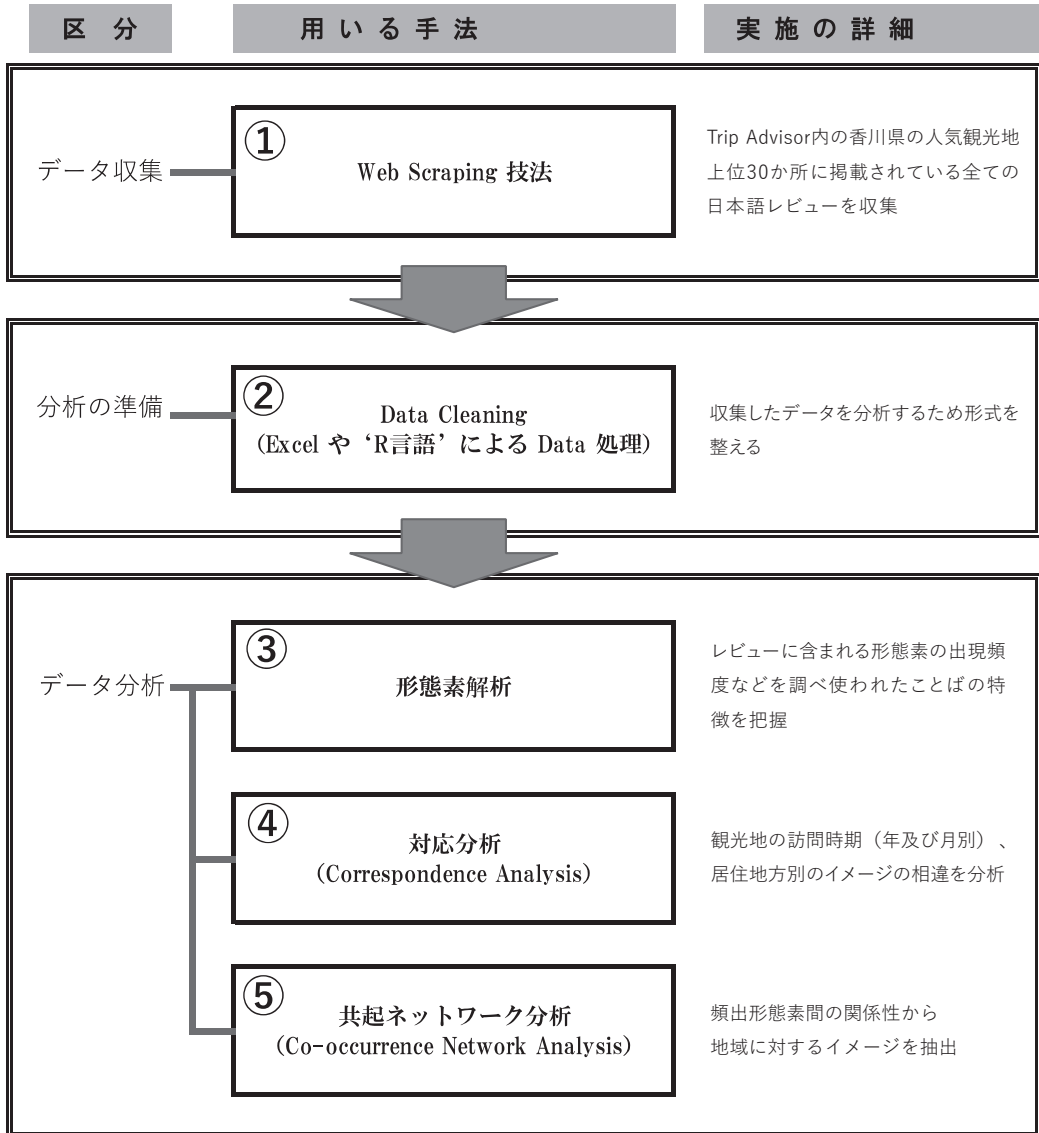 区 分
用 い る 手 法
実 施 の 詳 細
データ収集
①
Web Scraping 技法
Trip Advisor内の香川県の人気観光地
上位30か所に掲載されている全ての
日本語レビューを収集
分析の準備
②
Data Cleaning
(Excel や ‘R言語’ による Data 処理)
収集したデータを分析するため形式を
整える
データ分析
③
形態素解析
レビューに含まれる形態素の出現頻
度などを調べ使われたことばの特
徴を把握
④
対応分析
(Correspondence Analysis)
観光地の訪問時期（年及び月別）、
居住地方別のイメージの相違を分析
⑤
共起ネットワーク分析
(Co-occurrence Network Analysis)
頻出形態素間の関係性から
地域に対するイメージを抽出